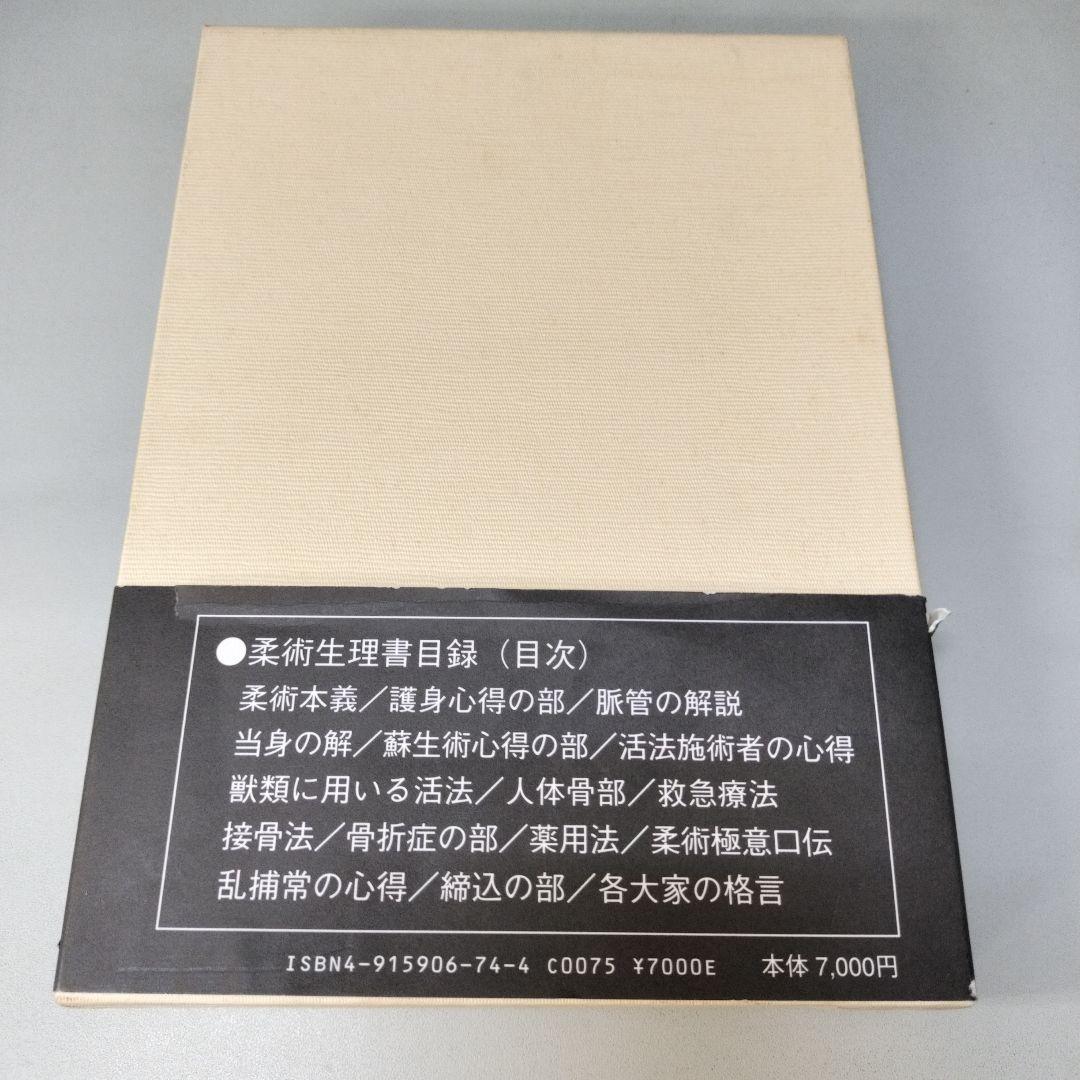 ●柔術生理書目録（目次）
柔術本義／護身心得の部／脈管の解説
当身の解／蘇生術心得の部／活法施術者の心得
獣類に用いる活法／人体骨部／救急療法
接骨法／骨折症の部／薬用法／柔術極意口伝
乱捕常の心得／締込の部／各大家の格言
ISBN4-915906-74-4 C0075 ¥7000E 本体7,000円